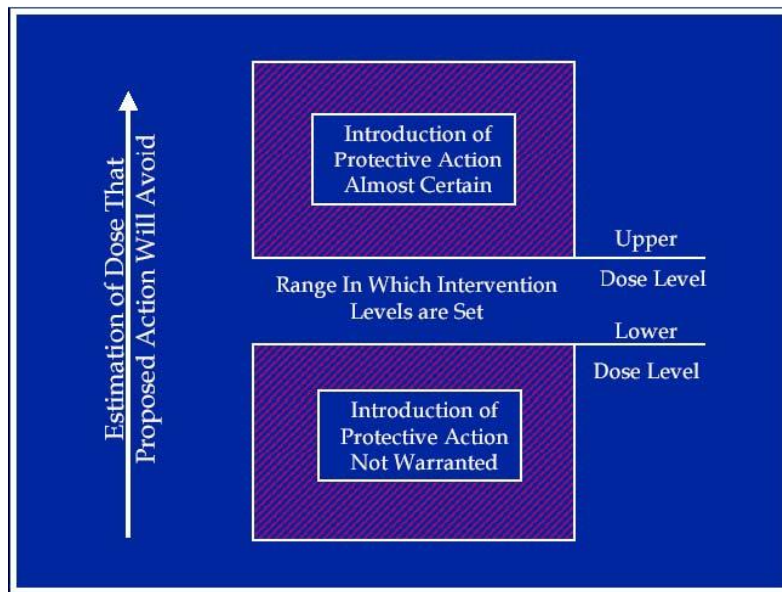 Estimation of Dose That
Proposed Action Will Avoid
Introduction of
Protective Action
Almost Certain
Upper
Dose Level
Range In Which Intervention
Levels are Set
Lower
Dose Level
Introduction of
Protective Action
Not Warranted